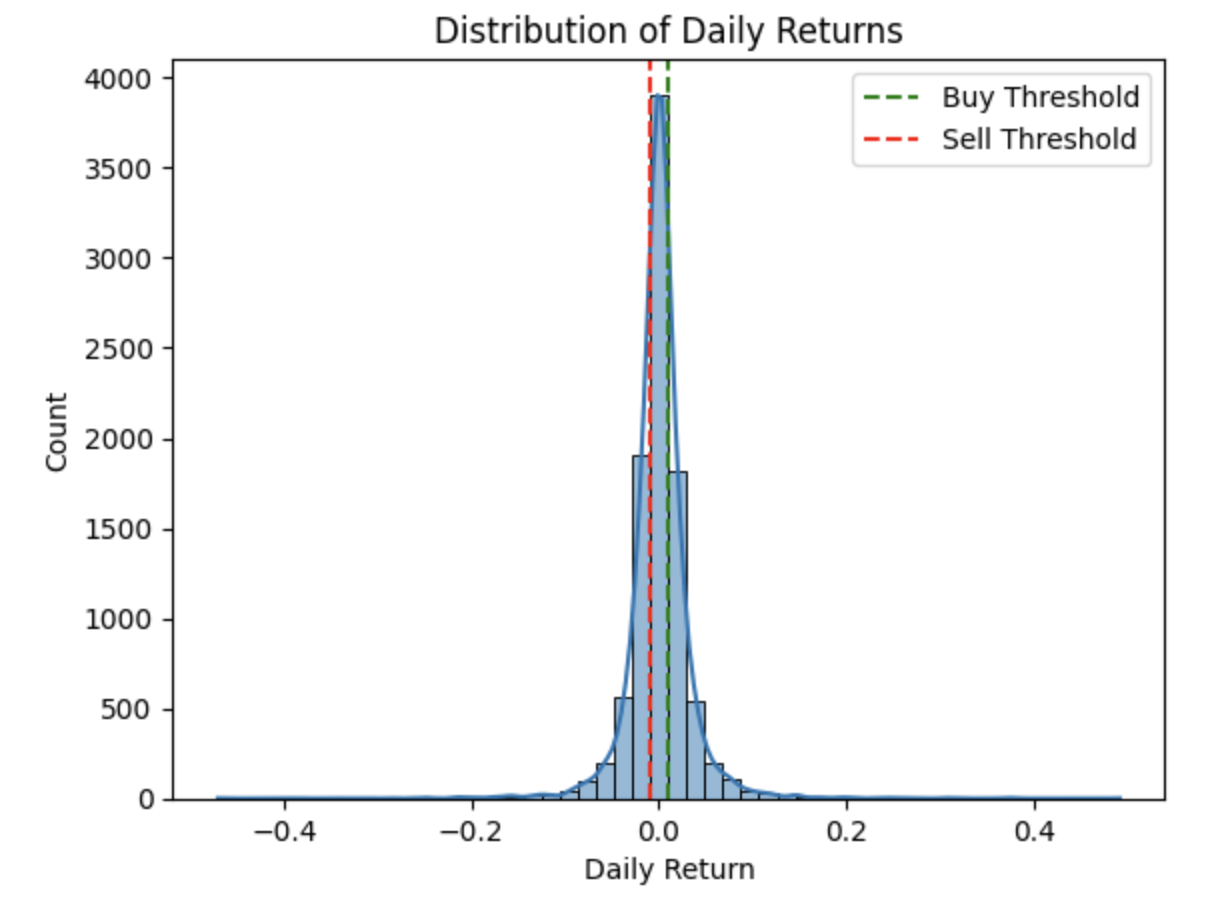 Distribution of Daily Returns
Buy Threshold
Sell Threshold
4000
3500
3000
2500
2000
1500
1000
500
0
Count
−0.4
−0.2
0.0
0.2
0.4
Daily Return